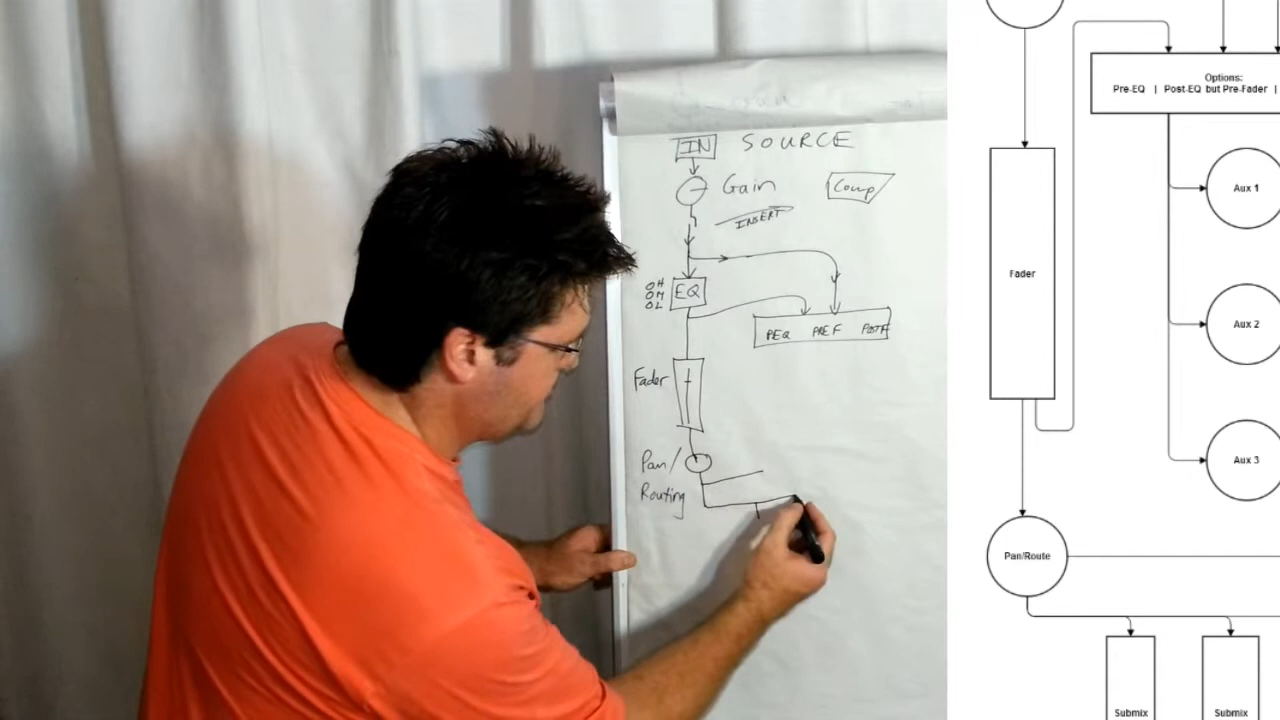 IN SOURCE
Gain
Comp
INSERT
OH
OM
OL
EQ
PEQ PREF POSTF
Fader
Pan/
Routing
Options:
Pre-EQ | Post-EQ but Pre-Fader |
Aux 1
Fader
Aux 2
Aux 3
Pan/Route
Submix
Submix